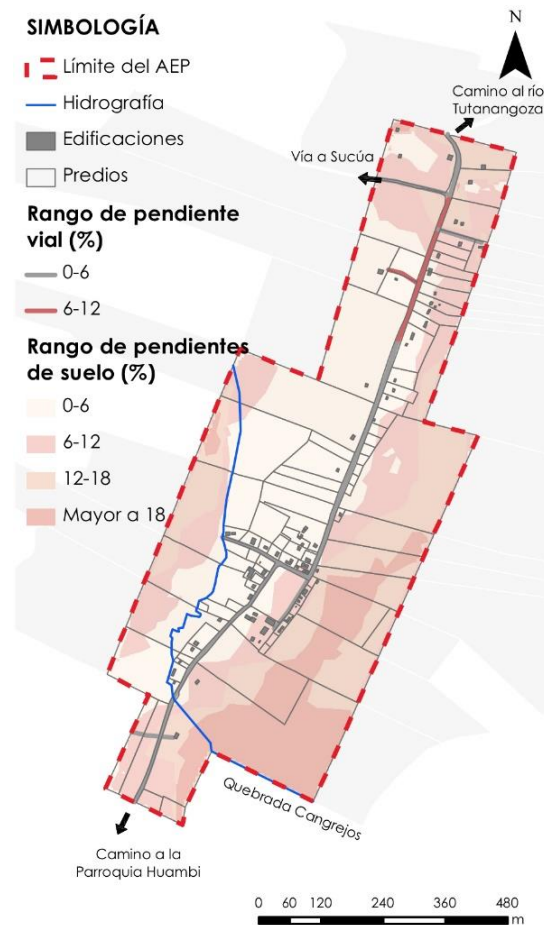 SIMBOLOGÍA
Límite del AEP
Hidrografía
Edificaciones
Predios
Rango de pendiente
vial (%)
0-6
6-12
Rango de pendientes
de suelo (%)
0-6
6-12
12-18
Mayor a 18
N
Camino al río
Tutanangoza
Vía a Sucúa
Quebrada Cangrejos
Camino a la
Parroquia Huambi
0 60 120 240 360 480
m